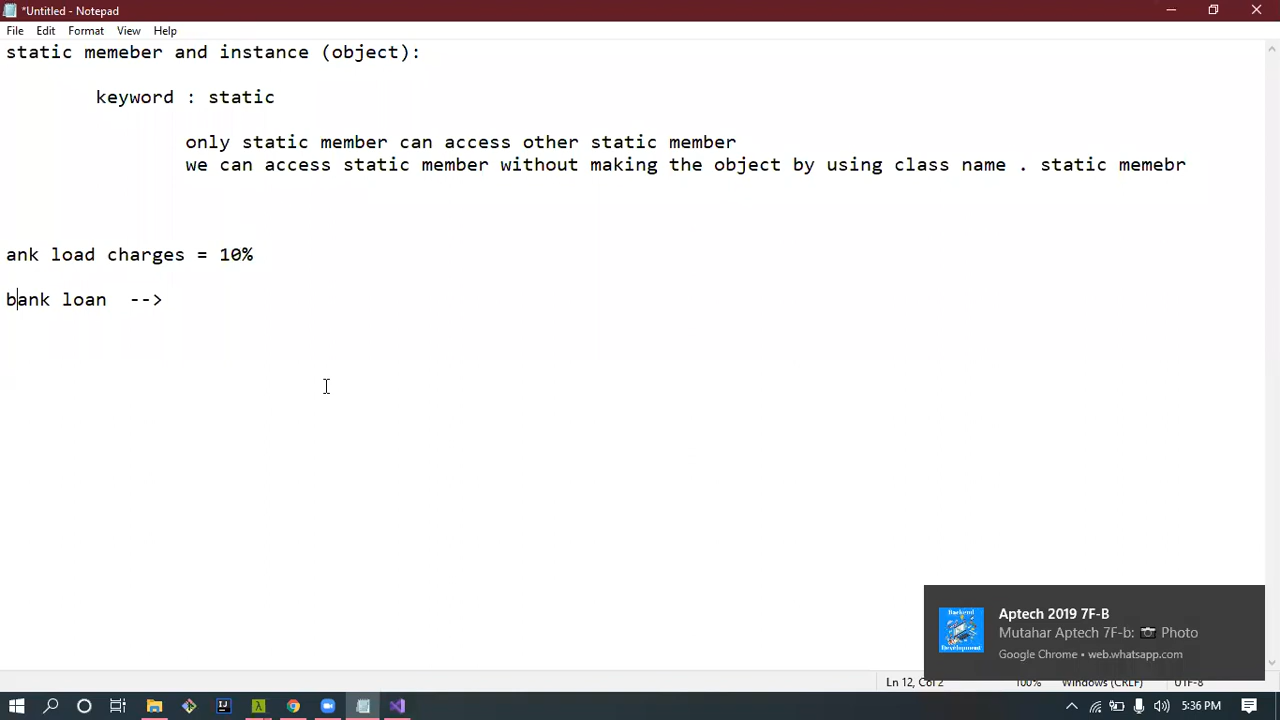 *Untitled - Notepad
File Edit Format View Help
static memeber and instance (object):
keyword : static
only static member can access other static member
we can access static member without making the object by using class name . static memebr
ank load charges = 10%
bank loan -->
Backend
Development
Aptech 2019 7F-B
Mutahar Aptech 7F-b: Photo
Google Chrome • web.whatsapp.com
Ln 12, Col 2 100% Windows (CRLF) UTF-8
5:36 PM